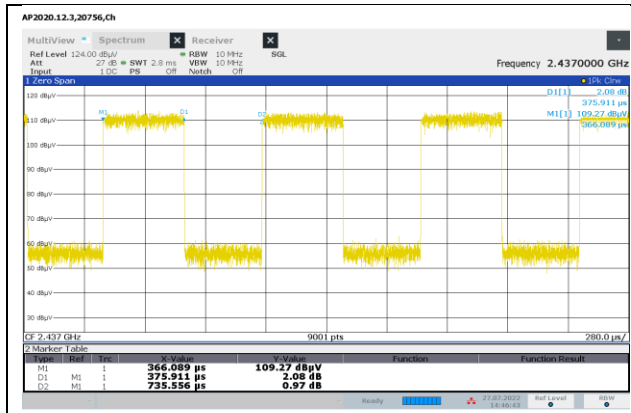 AP2020.12.3,20756,Ch
MultiView Spectrum Receiver
Ref Level 124.00 dBµV RBW 10 MHz SGL
Att 27 dB SWT 2.8 ms VBW 10 MHz
Input 1 DC PS Off Notch Off
Frequency 2.4370000 GHz
1 Zero Span 1Pk Clrw
D1[1] 2.08 dB
375.911 µs
M1[1] 109.27 dBµV
366.089 µs
120 dBµV
M1 D1 D2
110 dBµV
100 dBµV
90 dBµV
80 dBµV
70 dBµV
60 dBµV
50 dBµV
40 dBµV
30 dBµV
CF 2.437 GHz 9001 pts 280.0 µs/
2 Marker Table
Type Ref Trc X-Value Y-Value Function Function Result
M1 1 366.089 µs 109.27 dBµV
D1 M1 1 375.911 µs 2.08 dB
D2 M1 1 735.556 µs 0.97 dB
Ready 27.07.2022 Ref Level RBW
14:46:43